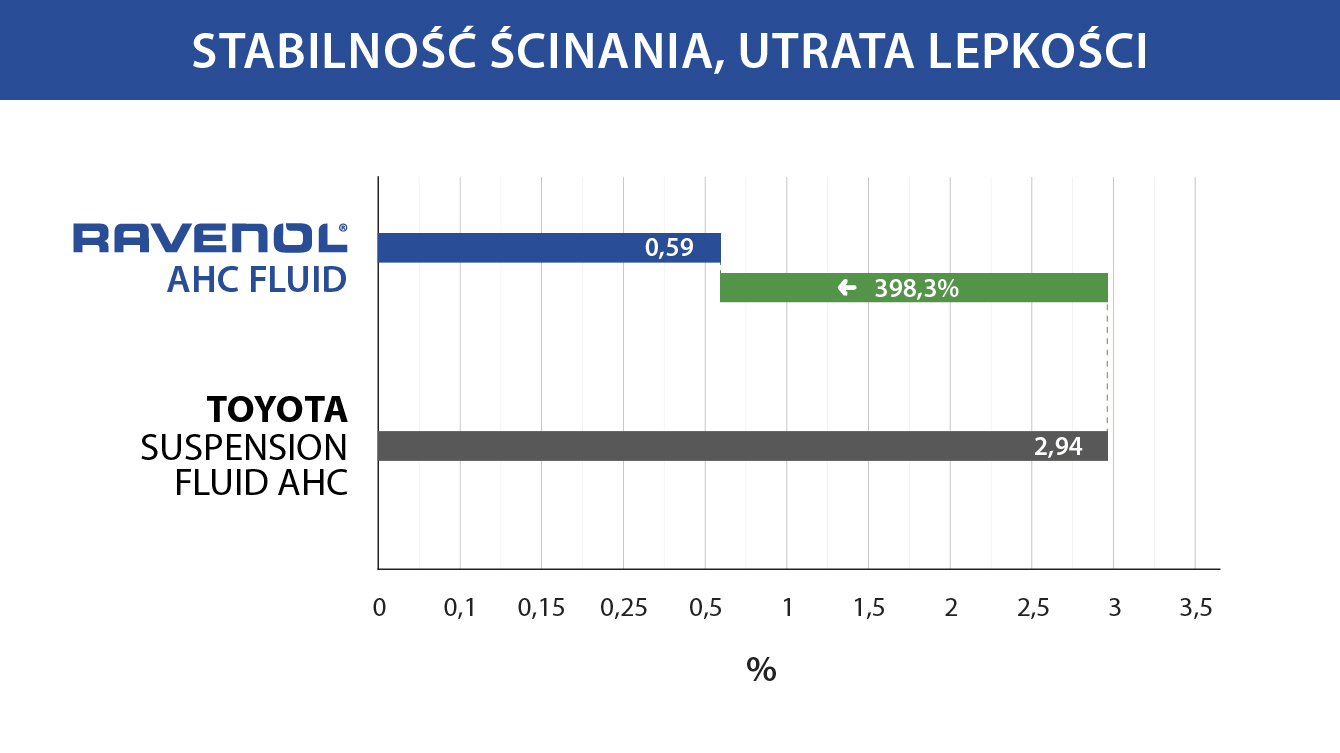 STABILNOŚĆ ŚCINANIA, UTRATA LEPKOŚCI
RAVENOL®
AHC FLUID
0,59
398,3%
TOYOTA
SUSPENSION
FLUID AHC
2,94
0 0,1 0,15 0,25 0,5 1 1,5 2 2,5 3 3,5
%